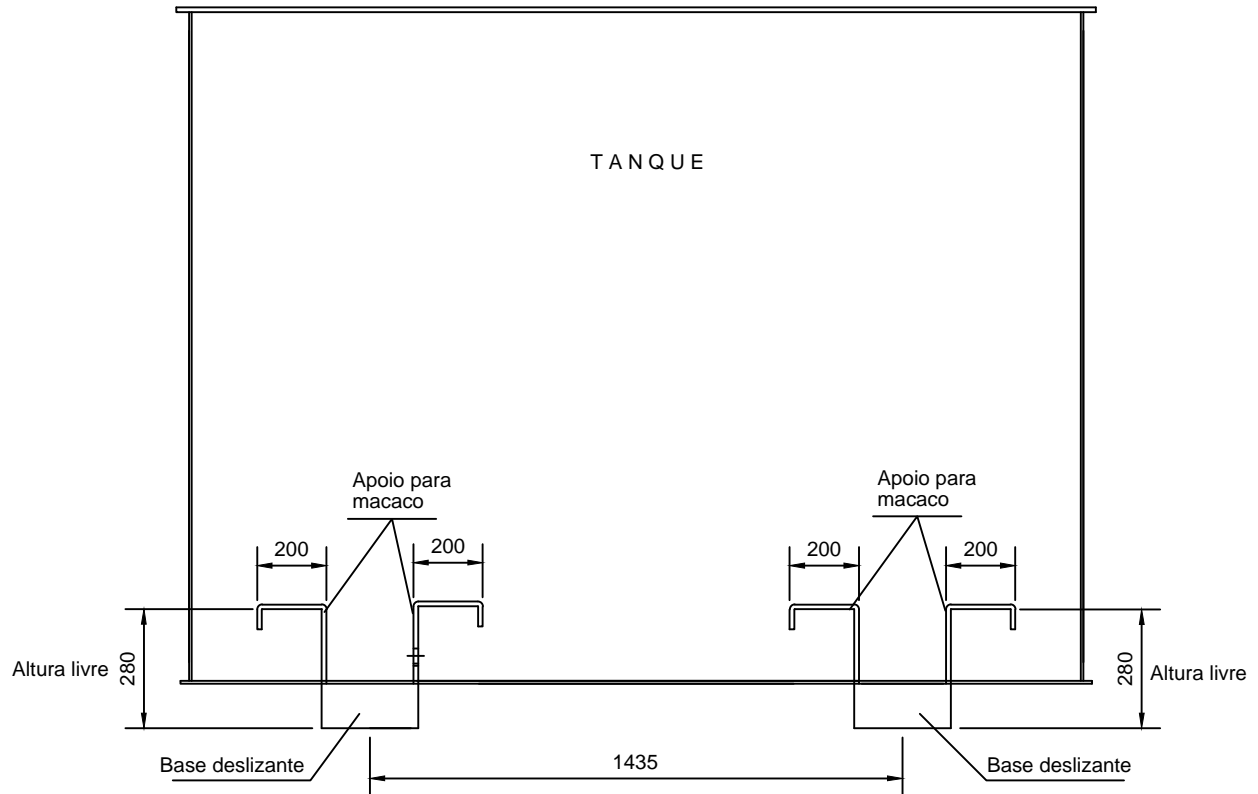 TANQUE
Apoio para
macaco
Apoio para
macaco
200
200
200
200
Altura livre
280
280
Altura livre
Base deslizante
1435
Base deslizante